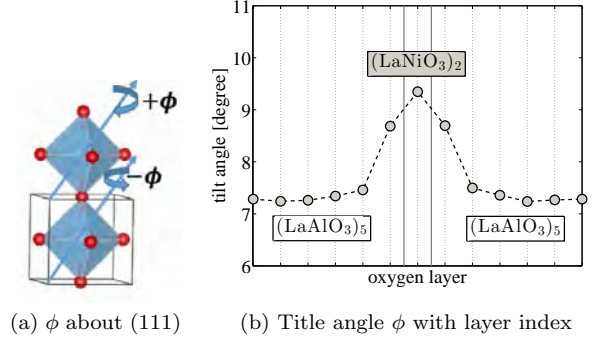 +ϕ
−ϕ
11
10
9
8
7
6
tilt angle [degree]
(LaNiO₃)₂
(LaAlO₃)₅
(LaAlO₃)₅
oxygen layer
(a) ϕ about (111)
(b) Title angle ϕ with layer index